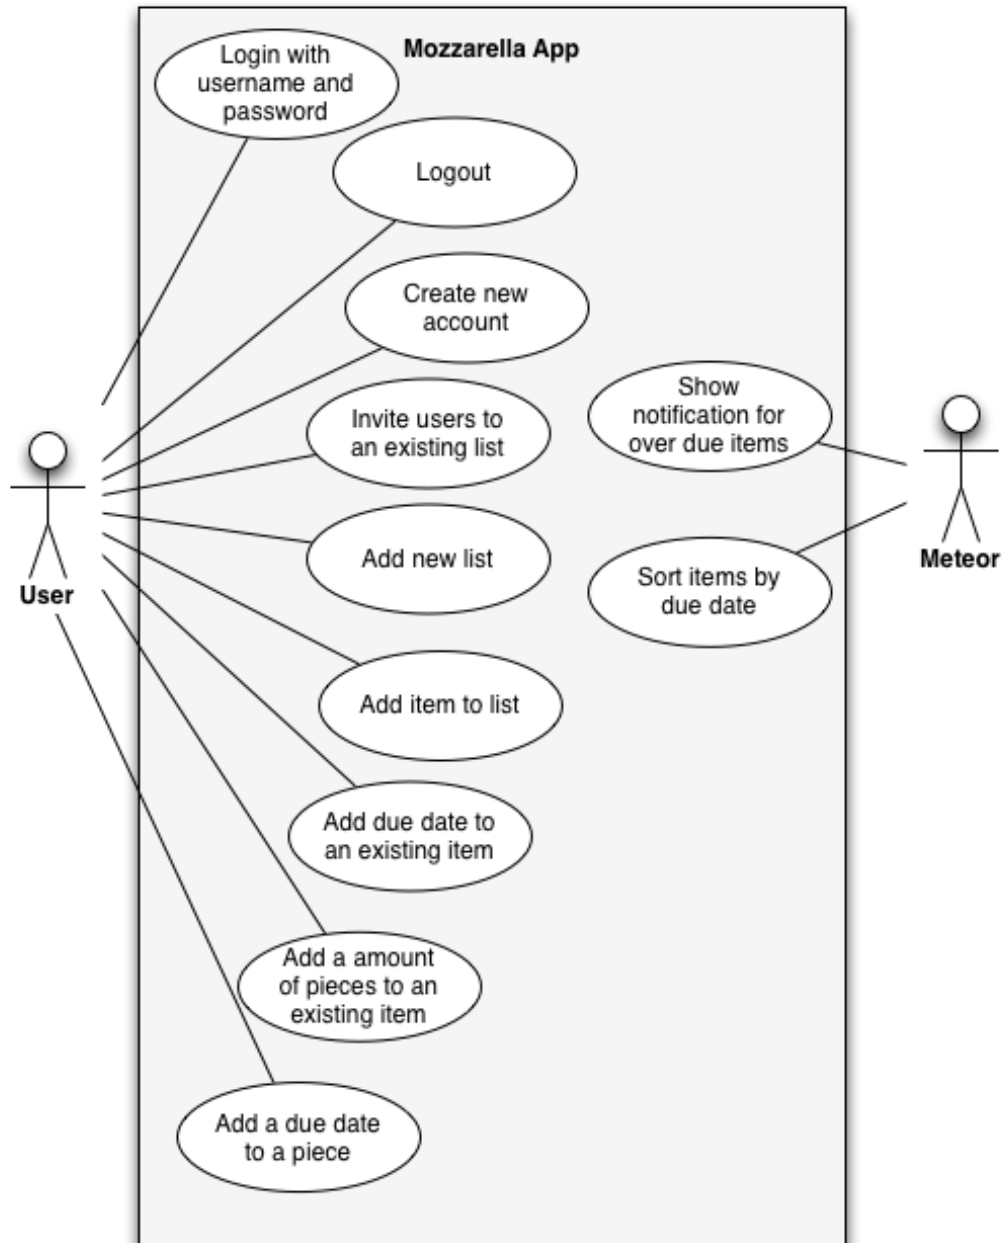 Mozzarella App
Login with
username and
password
Logout
Create new
account
Invite users to
an existing list
Show
notification for
over due items
Add new list
Sort items by
due date
User
Meteor
Add item to list
Add due date to
an existing item
Add a amount
of pieces to an
existing item
Add a due date
to a piece